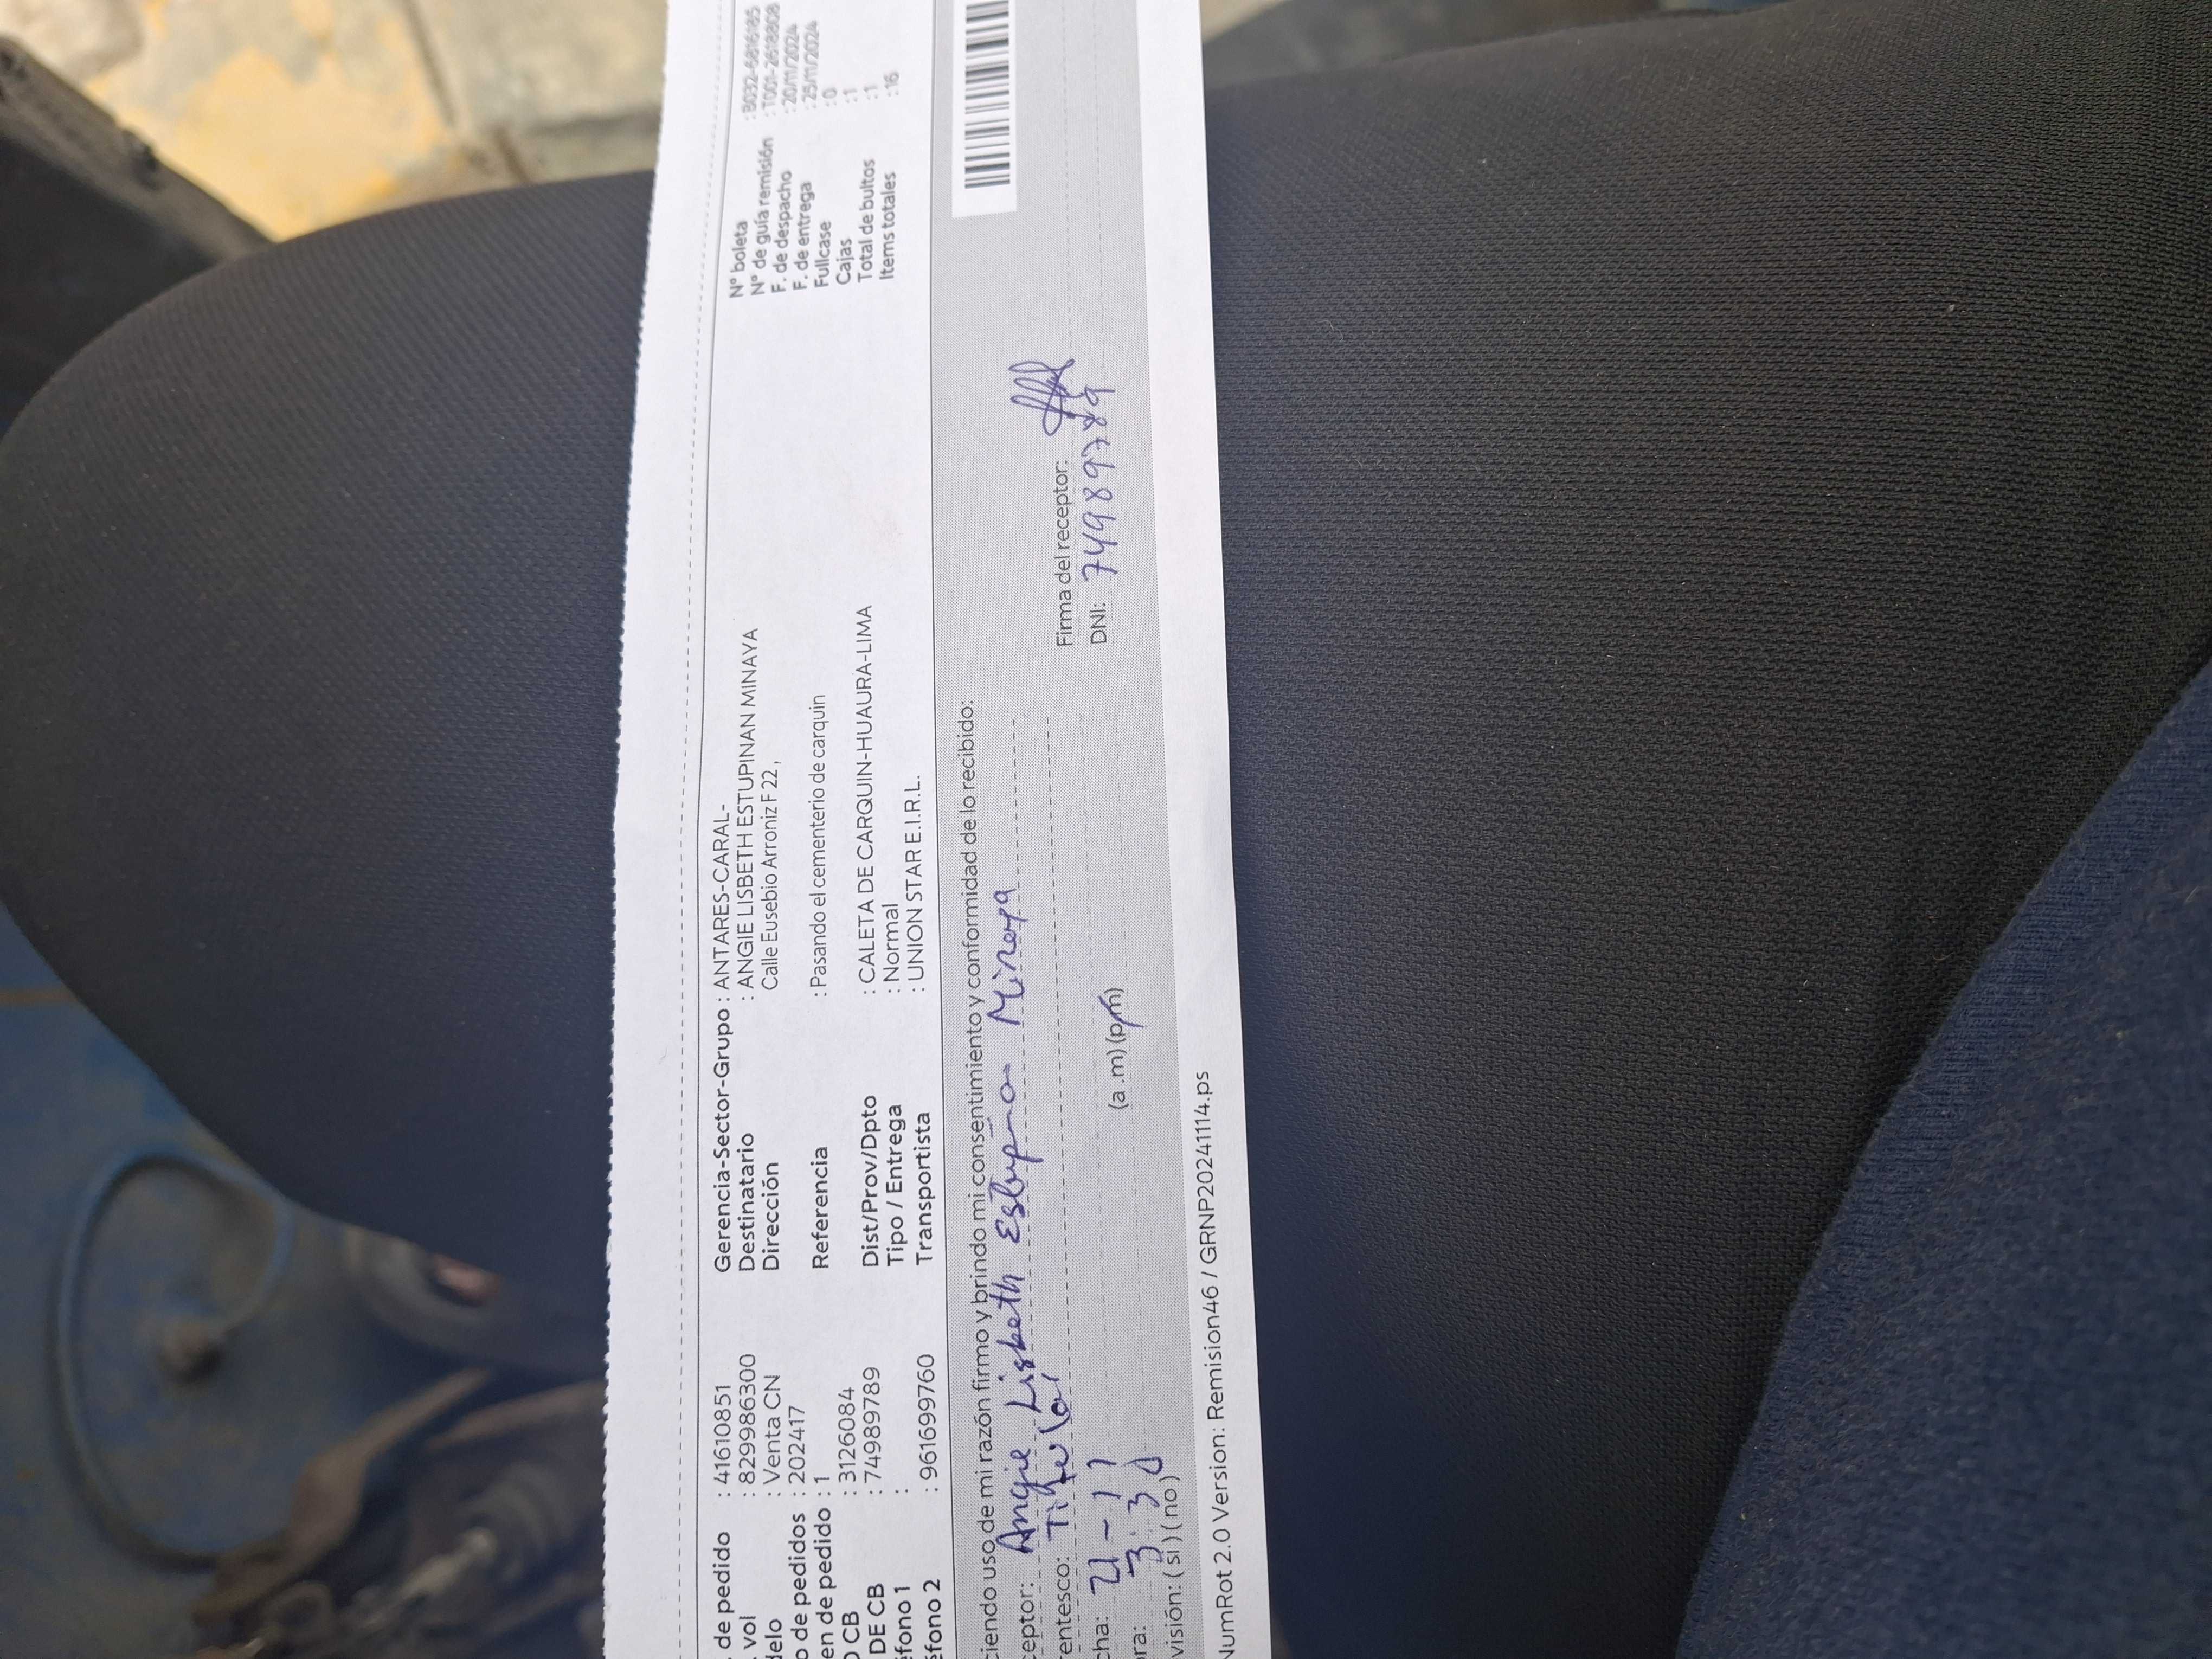 de pedido : 41610851
vol : 829986300
delo : Venta CN
o de pedidos : 202417
en de pedido : 1
O CB : 31260​84
DE CB : 74989789
éfono 1 :
éfono 2 : 961699760
Gerencia-Sector-Grupo : ANTARES-CARAL-
Destinatario : ANGIE LISBETH ESTUPINAN MINAYA
Dirección Calle Eusebio Arroniz F 22 ,
Referencia : Pasando el cementerio de carquin
Dist/Prov/Dpto : CALETA DE CARQUIN-HUAURA-LIMA
Tipo / Entrega : Normal
Transportista : UNION STAR E.I.R.L.
N° boleta
N° de guía remisión : T001-2618808
F. de despacho : 20/11/2024
F. de entrega : 25/11/2024
Fullcase : 0
Cajas : 1
Total de bultos : 1
Items totales : 16
ciendo uso de mi razón firmo y brindo mi consentimiento y conformidad de lo recibido:
ceptor: Angie Lisbeth Estupiñan Minaya
entesco: Titular
cha: 21-11
ora: 3:30 (a.m) (pm)
visión: ( si ) ( no )
Firma del receptor:
DNI: 74989789
NumRot 2.0 Version: Remision46 / GRNP20241114.ps